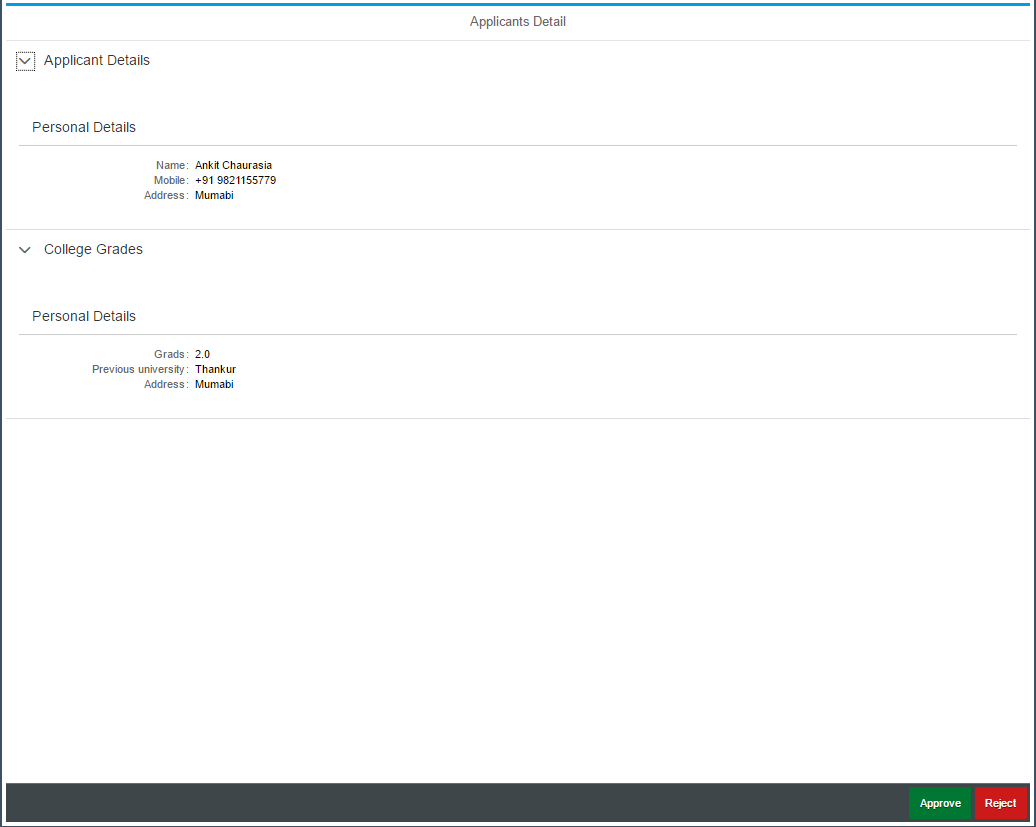 Applicants Detail
Applicant Details
Personal Details
Name: Ankit Chaurasia
Mobile: +91 9821155779
Address: Mumabi
College Grades
Personal Details
Grads: 2.0
Previous university: Thankur
Address: Mumabi
Approve Reject